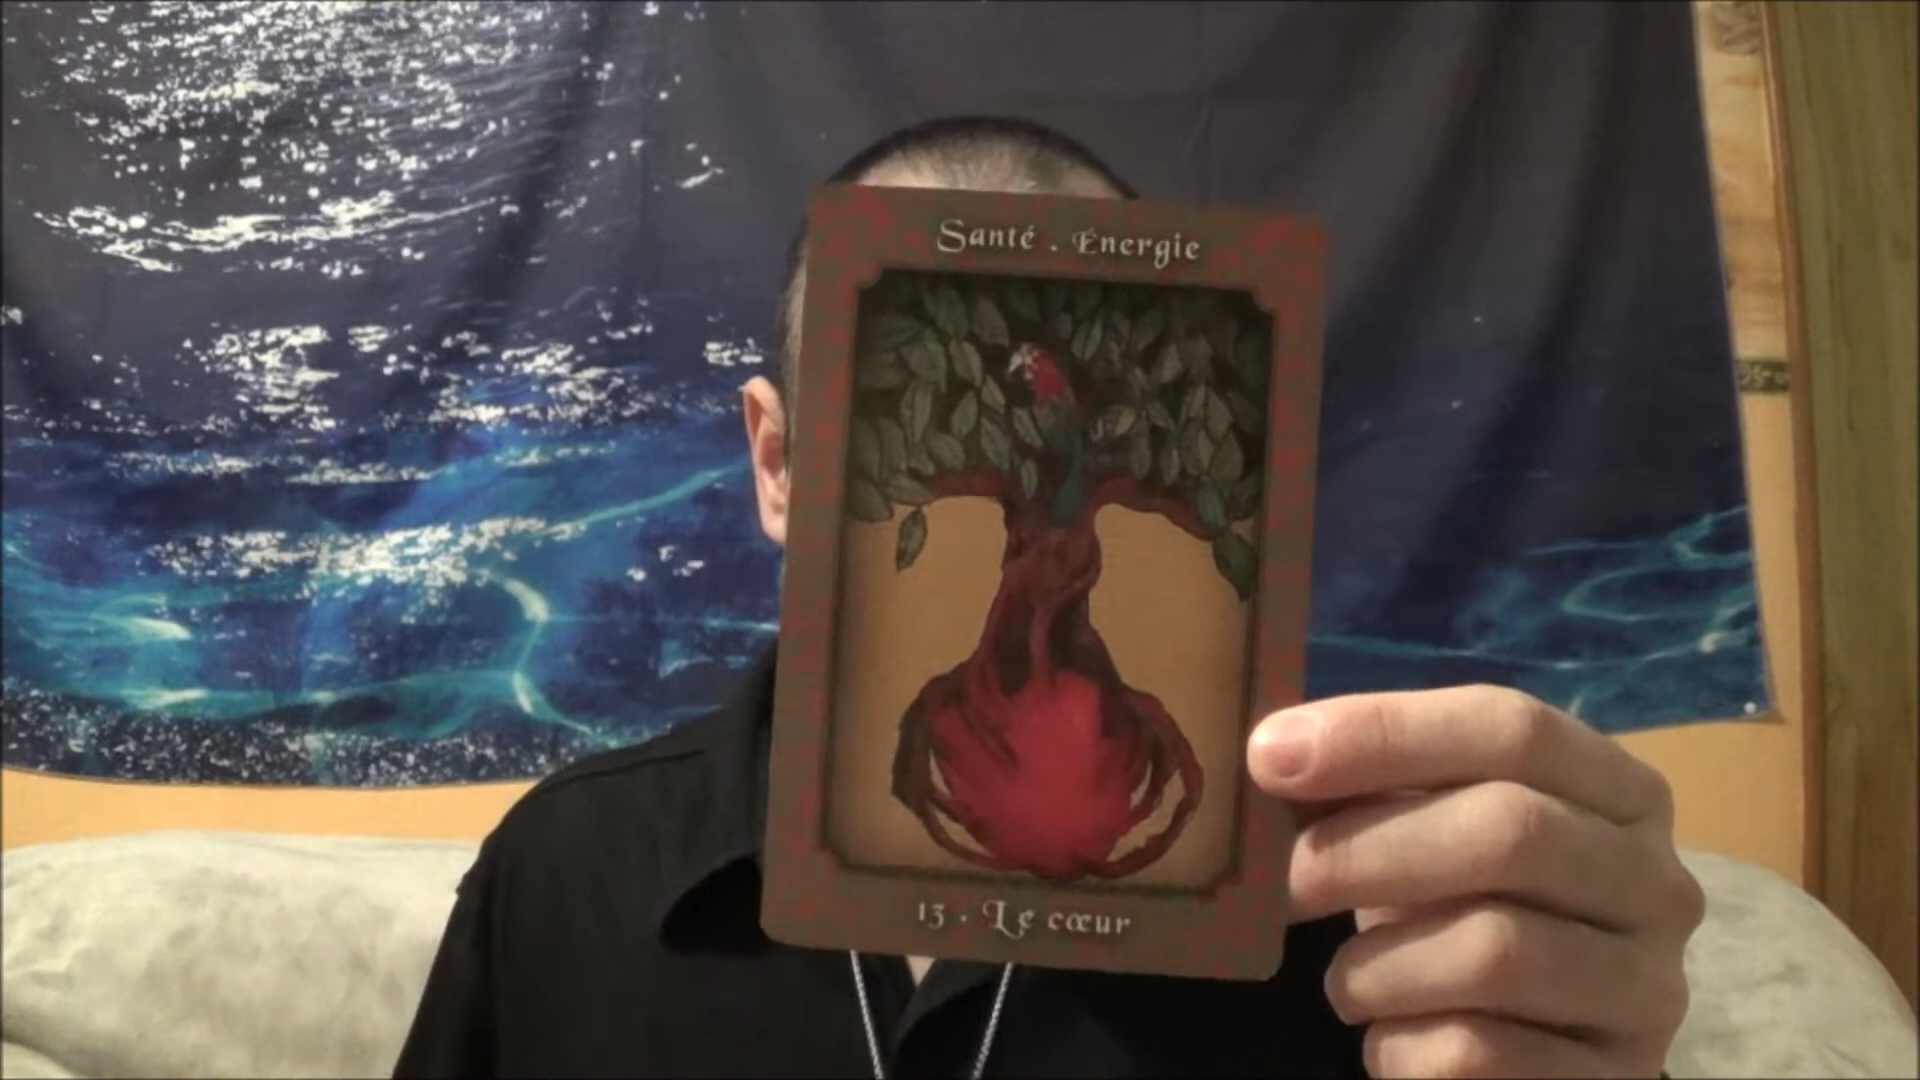 Santé . Énergie
13 . Le cœur